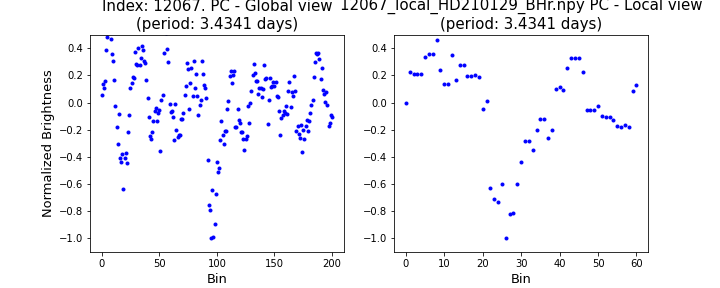 Index: 12067. PC - Global view
(period: 3.4341 days)
12067_local_HD210129_BHr.npy PC - Local view
(period: 3.4341 days)
Normalized Brightness
0.4
0.2
0.0
−0.2
−0.4
−0.6
−0.8
−1.0
0 50 100 150 200
Bin
0.4
0.2
0.0
−0.2
−0.4
−0.6
−0.8
−1.0
0 10 20 30 40 50 60
Bin